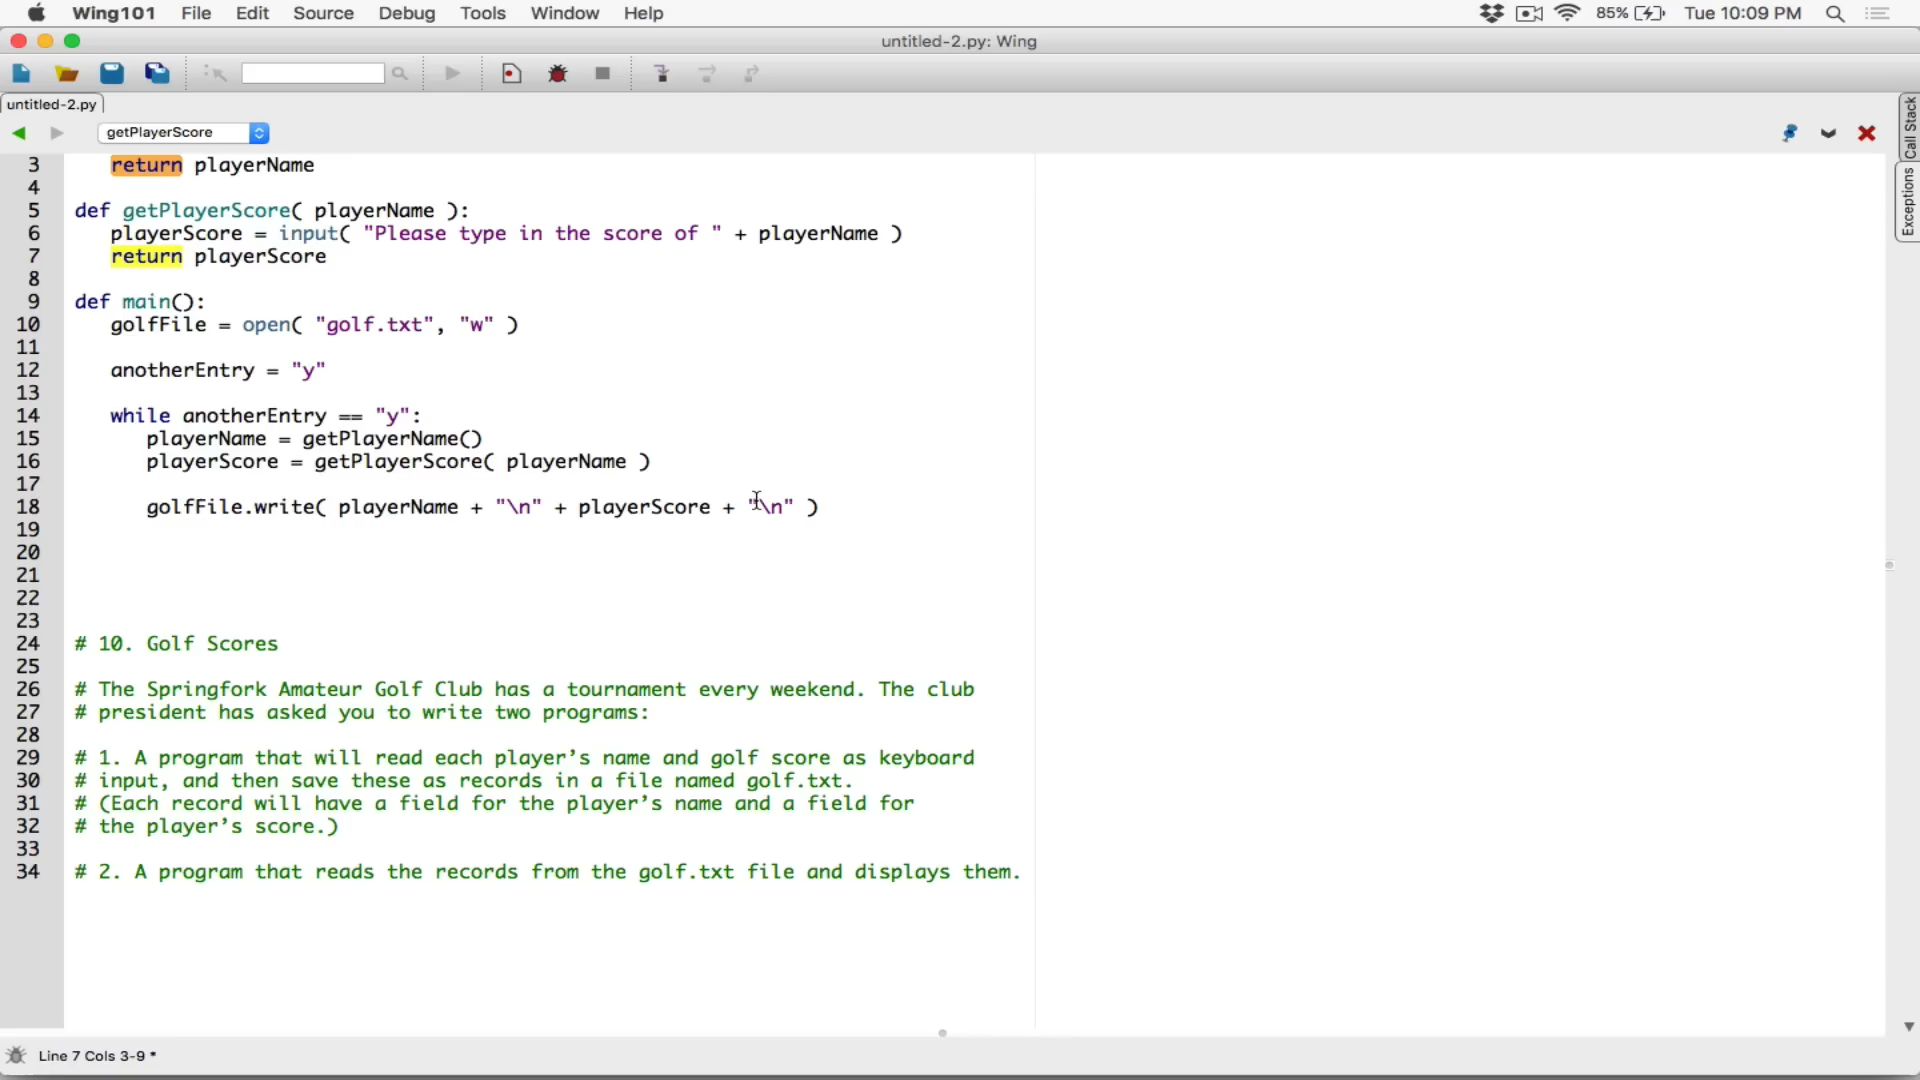 Wing101 File Edit Source Debug Tools Window Help 85% Tue 10:09 PM
untitled-2.py: Wing
untitled-2.py
getPlayerScore
Call Stack
Exceptions
3 return playerName
4
5 def getPlayerScore( playerName ):
6 playerScore = input( "Please type in the score of " + playerName )
7 return playerScore
8
9 def main():
10 golfFile = open( "golf.txt", "w" )
11
12 anotherEntry = "y"
13
14 while anotherEntry == "y":
15 playerName = getPlayerName()
16 playerScore = getPlayerScore( playerName )
17
18 golfFile.write( playerName + "\n" + playerScore + "\n" )
19
20
21
22
23
24 # 10. Golf Scores
25
26 # The Springfork Amateur Golf Club has a tournament every weekend. The club
27 # president has asked you to write two programs:
28
29 # 1. A program that will read each player’s name and golf score as keyboard
30 # input, and then save these as records in a file named golf.txt.
31 # (Each record will have a field for the player’s name and a field for
32 # the player’s score.)
33
34 # 2. A program that reads the records from the golf.txt file and displays them.
Line 7 Cols 3-9 *